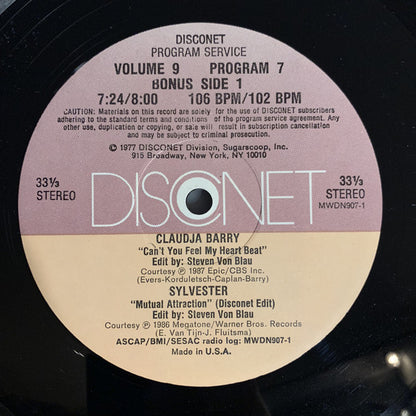 DISCONET
PROGRAM SERVICE
VOLUME 9 PROGRAM 7
BONUS SIDE 1
7:24/8:00 106 BPM/102 BPM
CAUTION: Materials on this record are solely for the use of DISCONET subscribers
adhering to the standard terms and conditions of the program service agreement. Any
other use, duplication or copying, or sale will result in subscription cancellation
and may be subject to criminal prosecution.
© 1977 DISCONET Division, Sugarscoop, Inc.
915 Broadway, New York, NY 10010
33⅓
STEREO
33⅓
STEREO
MWDN907-1
DISCONET
CLAUDJA BARRY
"Can't You Feel My Heart Beat"
Edit by: Steven Von Blau
Courtesy ℗ 1987 Epic/CBS Inc.
(Evers-Korduletsch-Caplan-Barry)
SYLVESTER
"Mutual Attraction" (Disconet Edit)
Edit by: Steven Von Blau
Courtesy ℗ 1986 Megatone/Warner Bros. Records
(E. Van Tijn-J. Fluitsma)
ASCAP/BMI/SESAC radio log: MWDN907-1
Made in U.S.A.